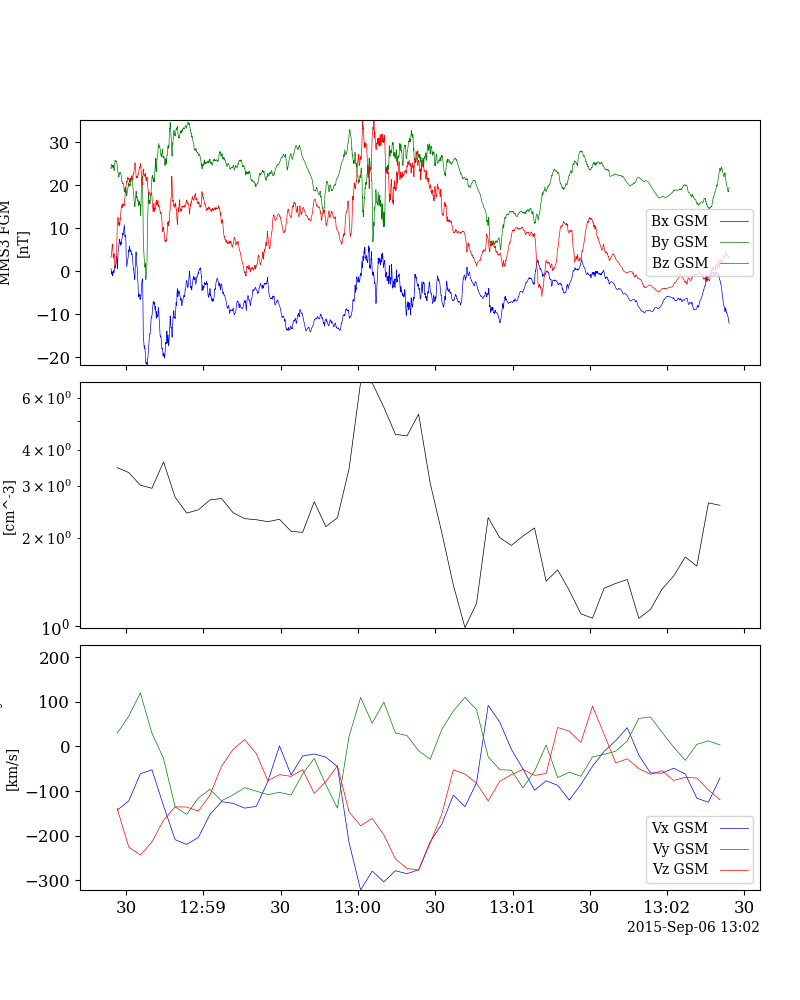 MMS3 FGM
[nT]
30
20
10
0
−10
−20
Bx GSM
By GSM
Bz GSM
[cm^-3]
6 × 10⁰
4 × 10⁰
3 × 10⁰
2 × 10⁰
10⁰
[km/s]
200
100
0
−100
−200
−300
Vx GSM
Vy GSM
Vz GSM
30 12:59 30 13:00 30 13:01 30 13:02 30
2015-Sep-06 13:02